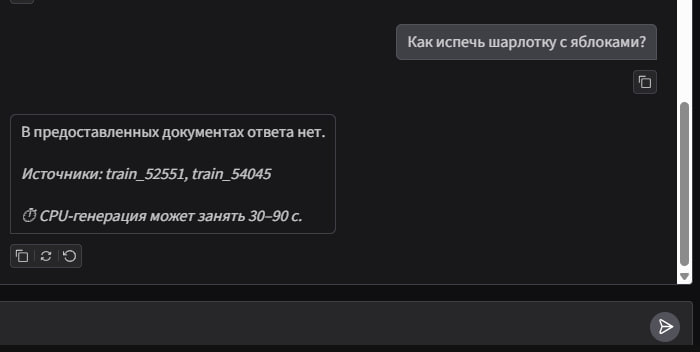 Как испечь шарлотку с яблоками?
В предоставленных документах ответа нет.
Источники: train_52551, train_54045
⏱ CPU-генерация может занять 30–90 с.